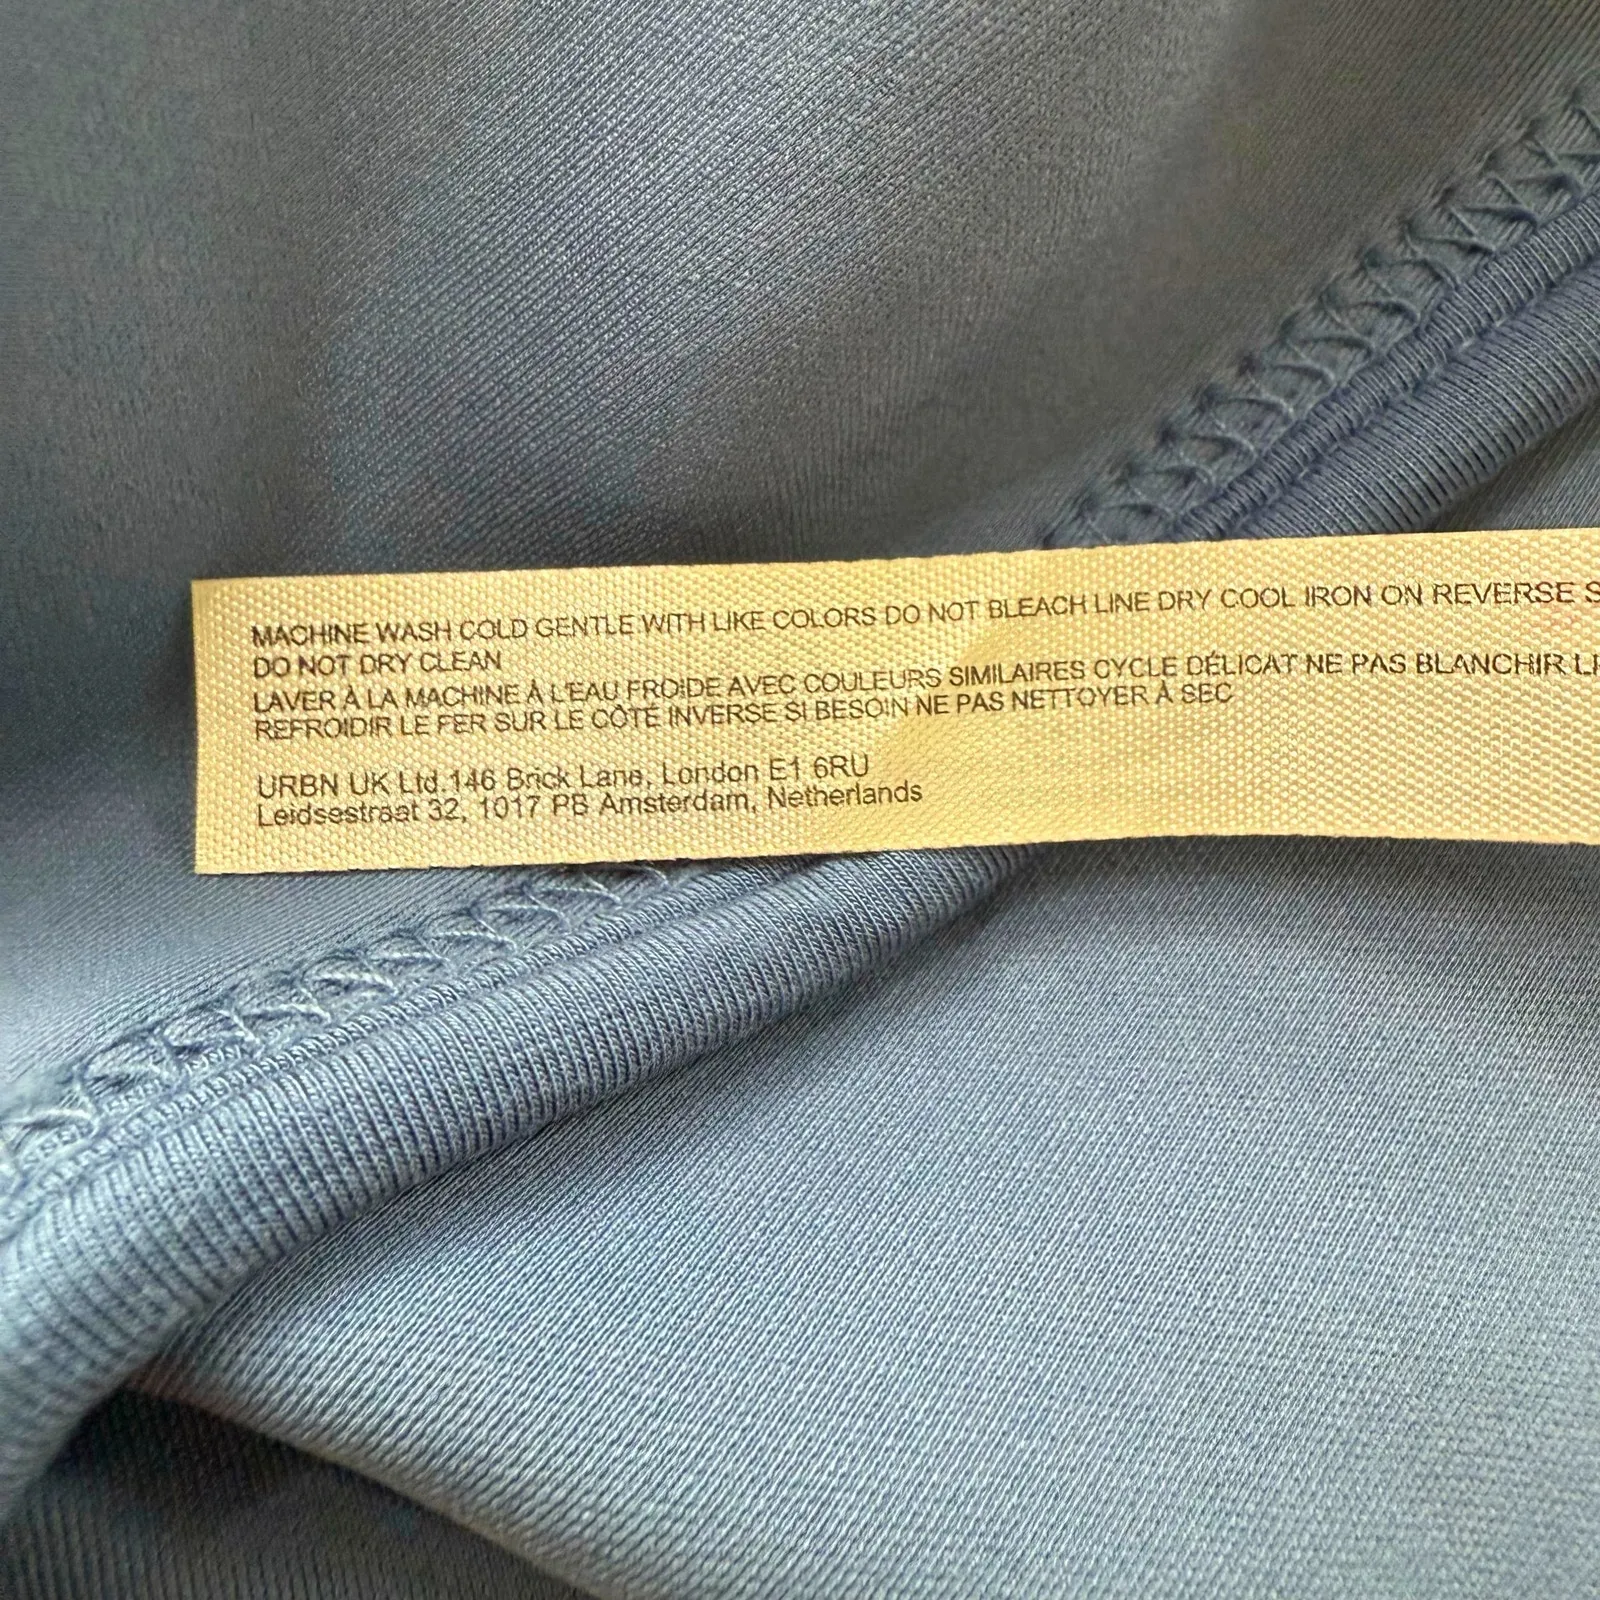 MACHINE WASH COLD GENTLE WITH LIKE COLORS DO NOT BLEACH LINE DRY COOL IRON ON REVERSE S
DO NOT DRY CLEAN
LAVER À LA MACHINE À L'EAU FROIDE AVEC COULEURS SIMILAIRES CYCLE DÉLICAT NE PAS BLANCHIR
REFROIDIR LE FER SUR LE CÔTÉ INVERSE SI BESOIN NE PAS NETTOYER À SEC
URBN UK Ltd.146 Brick Lane, London E1 6RU
Leidsestraat 32, 1017 PB Amsterdam, Netherlands